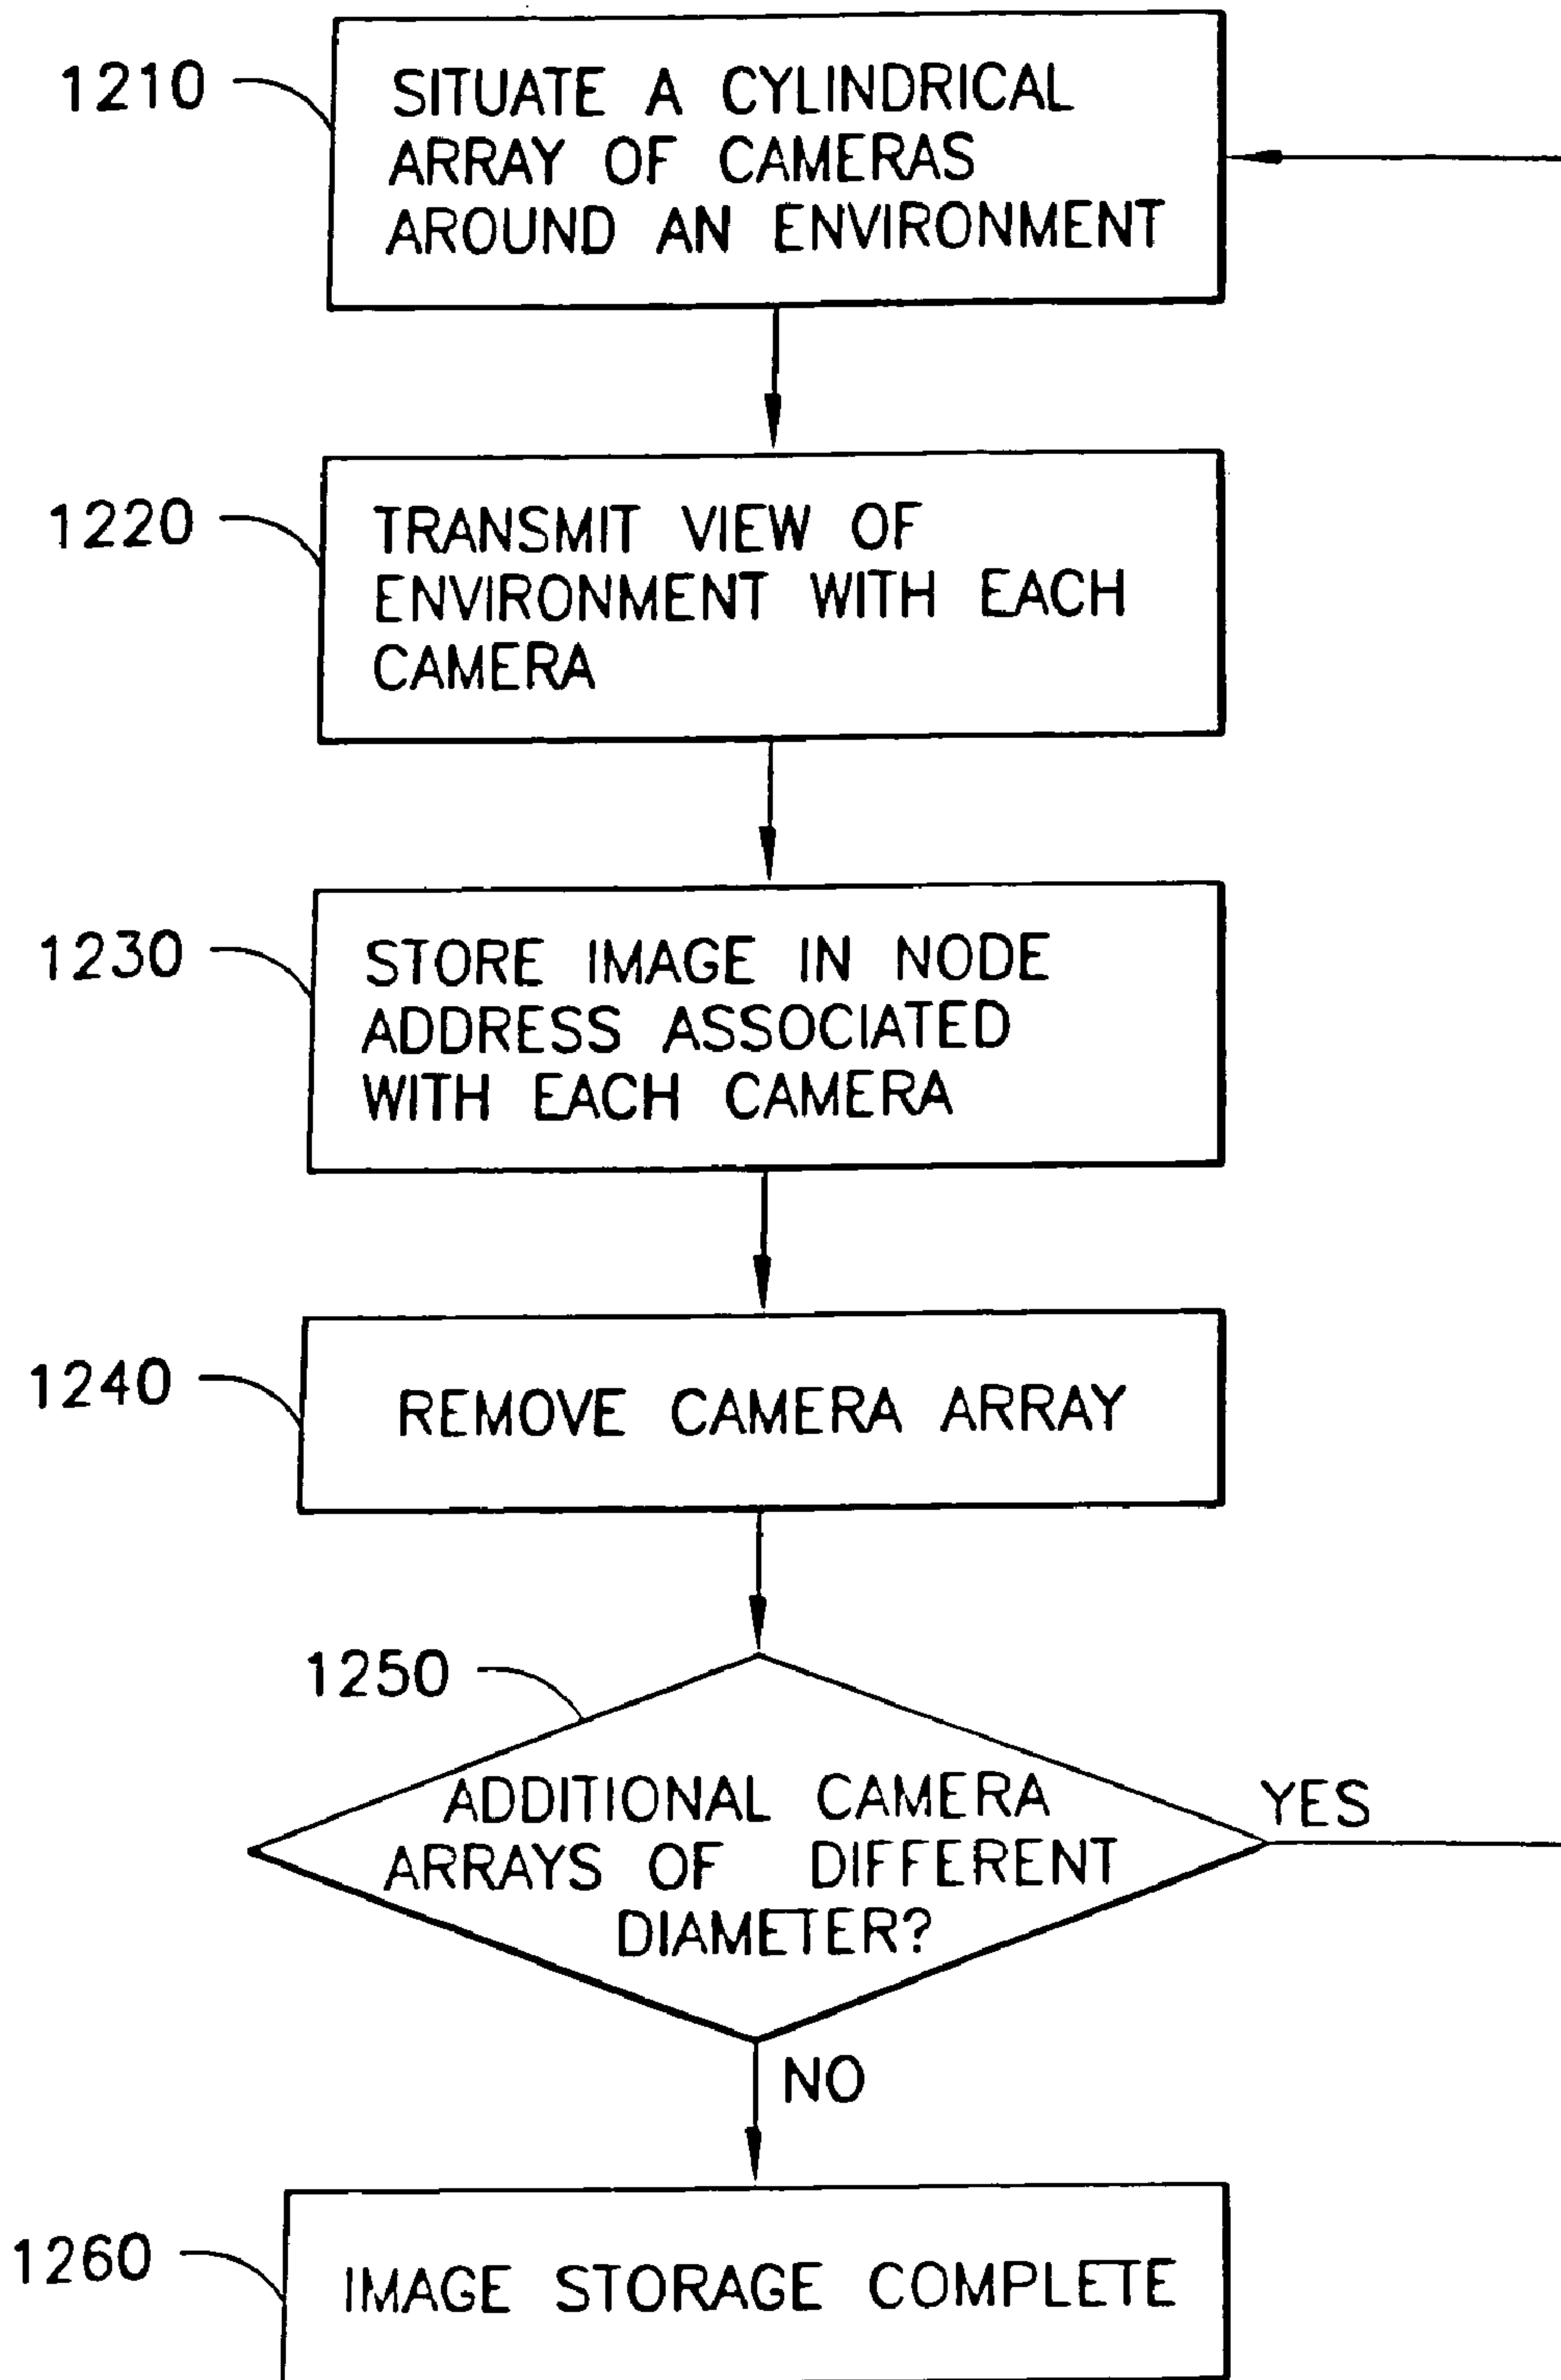 1210
SITUATE A CYLINDRICAL
ARRAY OF CAMERAS
AROUND AN ENVIRONMENT
1220
TRANSMIT VIEW OF
ENVIRONMENT WITH EACH
CAMERA
1230
STORE IMAGE IN NODE
ADDRESS ASSOCIATED
WITH EACH CAMERA
1240
REMOVE CAMERA ARRAY
1250
ADDITIONAL CAMERA
ARRAYS OF DIFFERENT
DIAMETER?
YES
NO
1260
IMAGE STORAGE COMPLETE